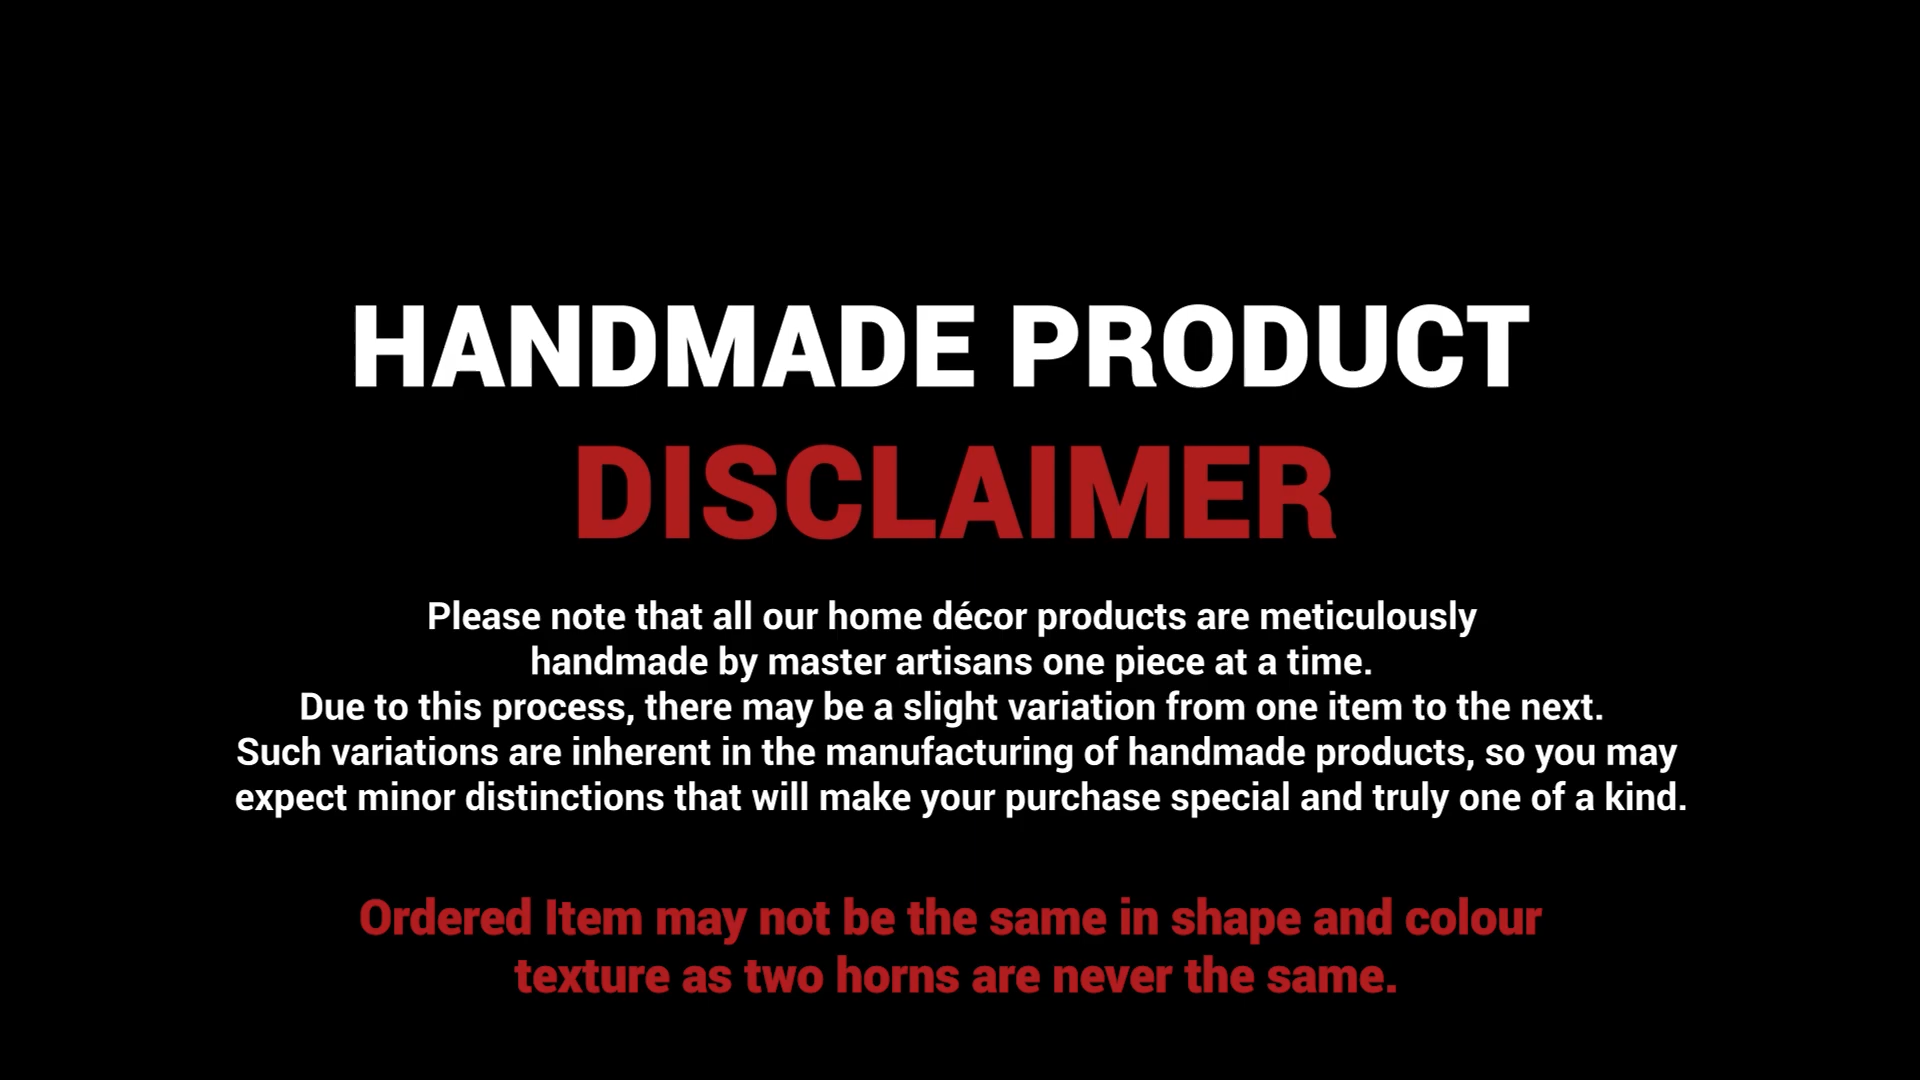 HANDMADE PRODUCT
DISCLAIMER
Please note that all our home décor products are meticulously
handmade by master artisans one piece at a time.
Due to this process, there may be a slight variation from one item to the next.
Such variations are inherent in the manufacturing of handmade products, so you may
expect minor distinctions that will make your purchase special and truly one of a kind.
Ordered Item may not be the same in shape and colour
texture as two horns are never the same.